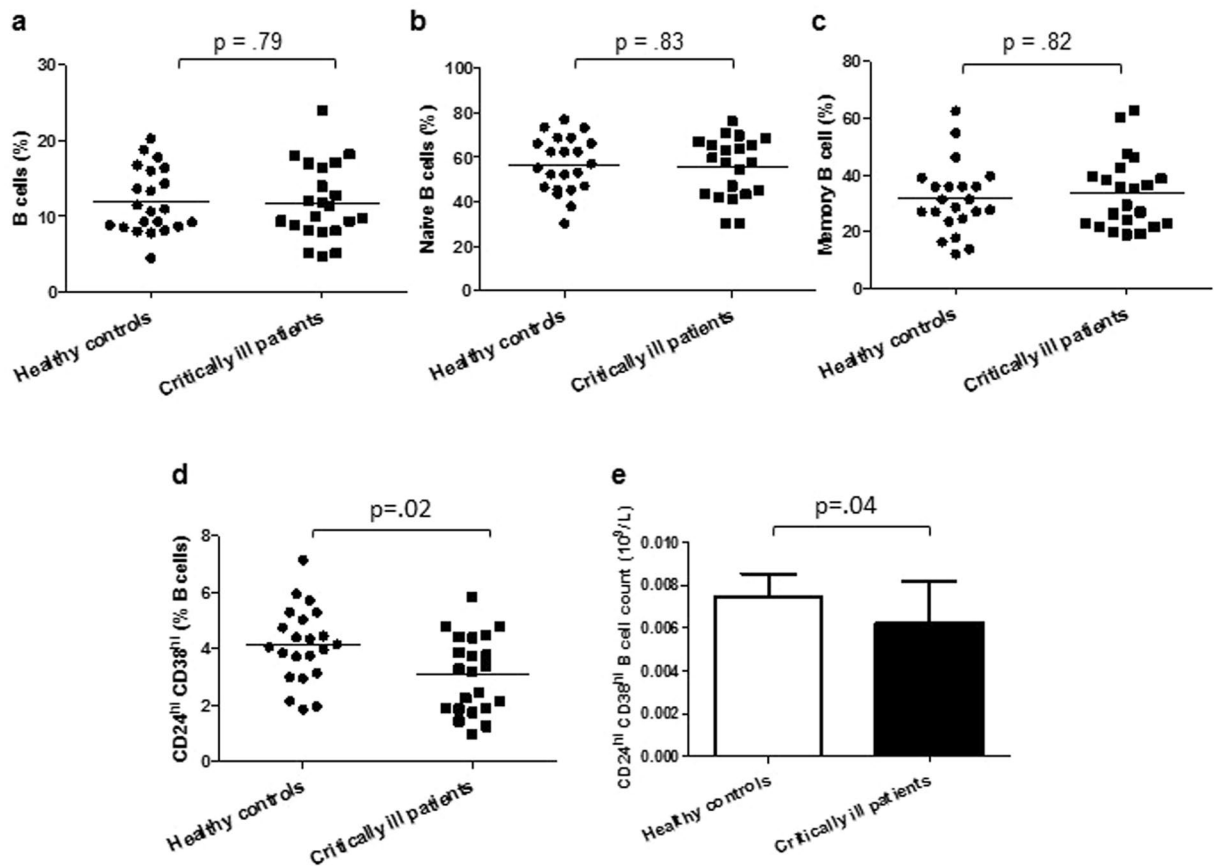 a
p = .79
30
20
10
0
B cells (%)
Healthy controls
Critically ill patients
b
p = .83
100
80
60
40
20
0
Naive B cells (%)
Healthy controls
Critically ill patients
c
p = .82
80
60
40
20
0
Memory B cell (%)
Healthy controls
Critically ill patients
d
p=.02
8
6
4
2
0
CD24hi CD38hi (% B cells)
Healthy controls
Critically ill patients
e
p=.04
0.010
0.008
0.006
0.004
0.002
0.000
CD24hi CD38hi B cell count (10⁹/L)
Healthy controls
Critically ill patients